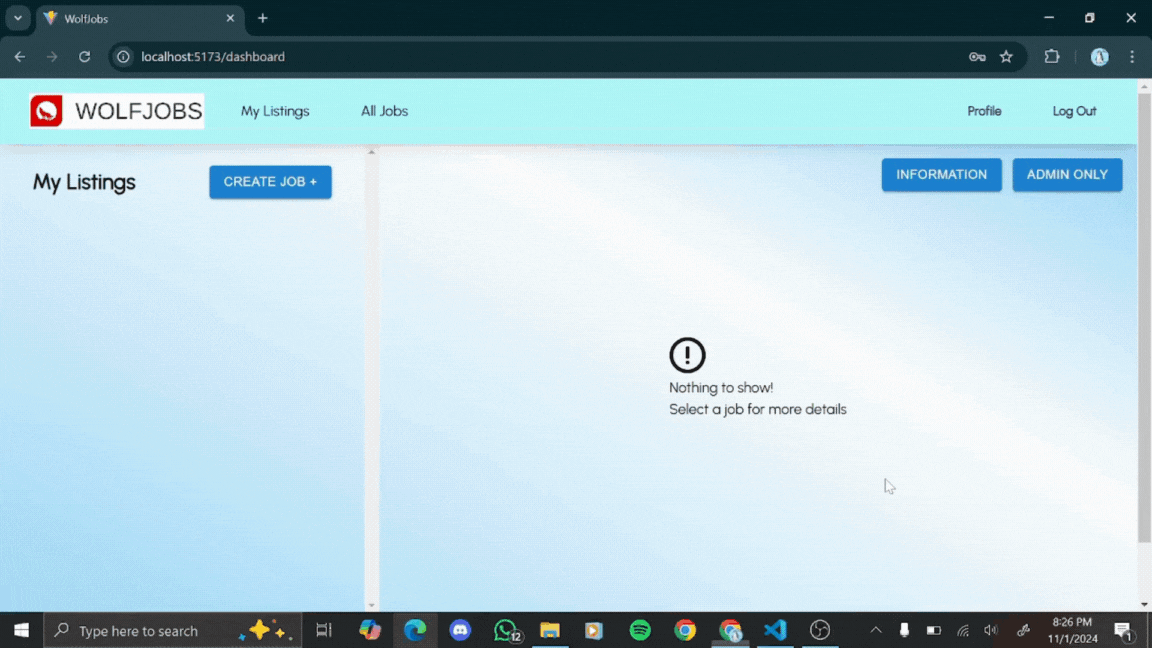 WolfJobs
localhost:5173/dashboard
WOLFJOBS
My Listings
All Jobs
Profile
Log Out
My Listings
CREATE JOB +
INFORMATION
ADMIN ONLY
Nothing to show!
Select a job for more details
Type here to search
12
8:26 PM
11/1/2024
1